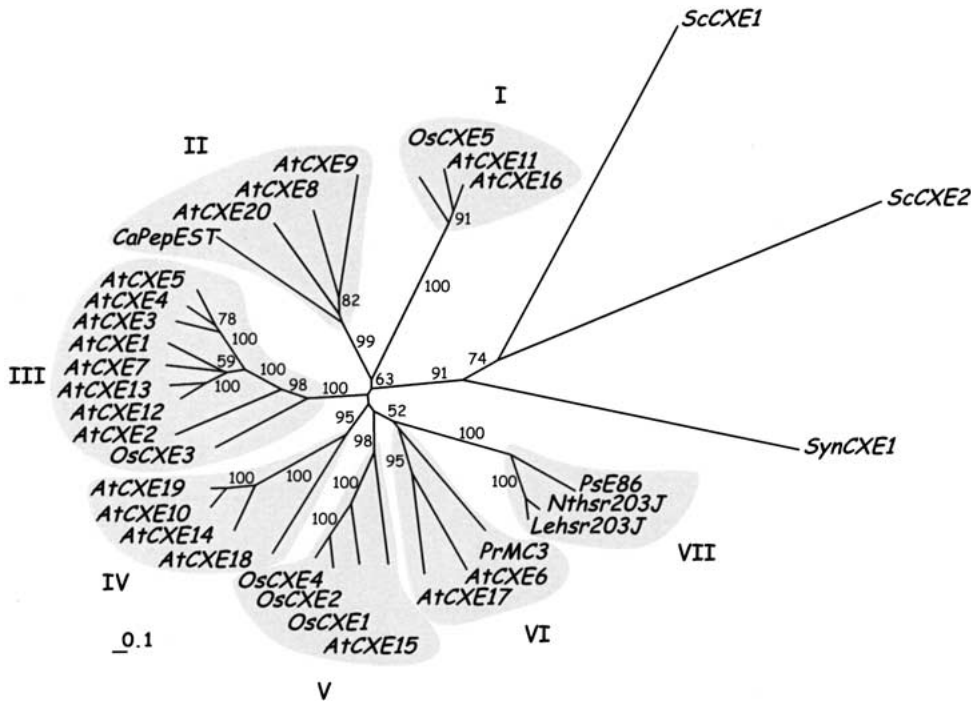 ScCXE1
I
OsCXE5
AtCXE11
AtCXE16
91
100
II
AtCXE9
AtCXE8
AtCXE20
CaPepEST
82
99
ScCXE2
74
91
63
SynCXE1
III
AtCXE5
AtCXE4
AtCXE3
AtCXE1
AtCXE7
AtCXE13
AtCXE12
AtCXE2
OsCXE3
78
100
59
100
100
98
100
IV
AtCXE19
AtCXE10
AtCXE14
AtCXE18
100
100
95
V
OsCXE4
OsCXE2
OsCXE1
AtCXE15
98
100
100
VI
PrMC3
AtCXE6
AtCXE17
95
52
VII
PsE86
Nthsr203J
Lehsr203J
100
100
0.1